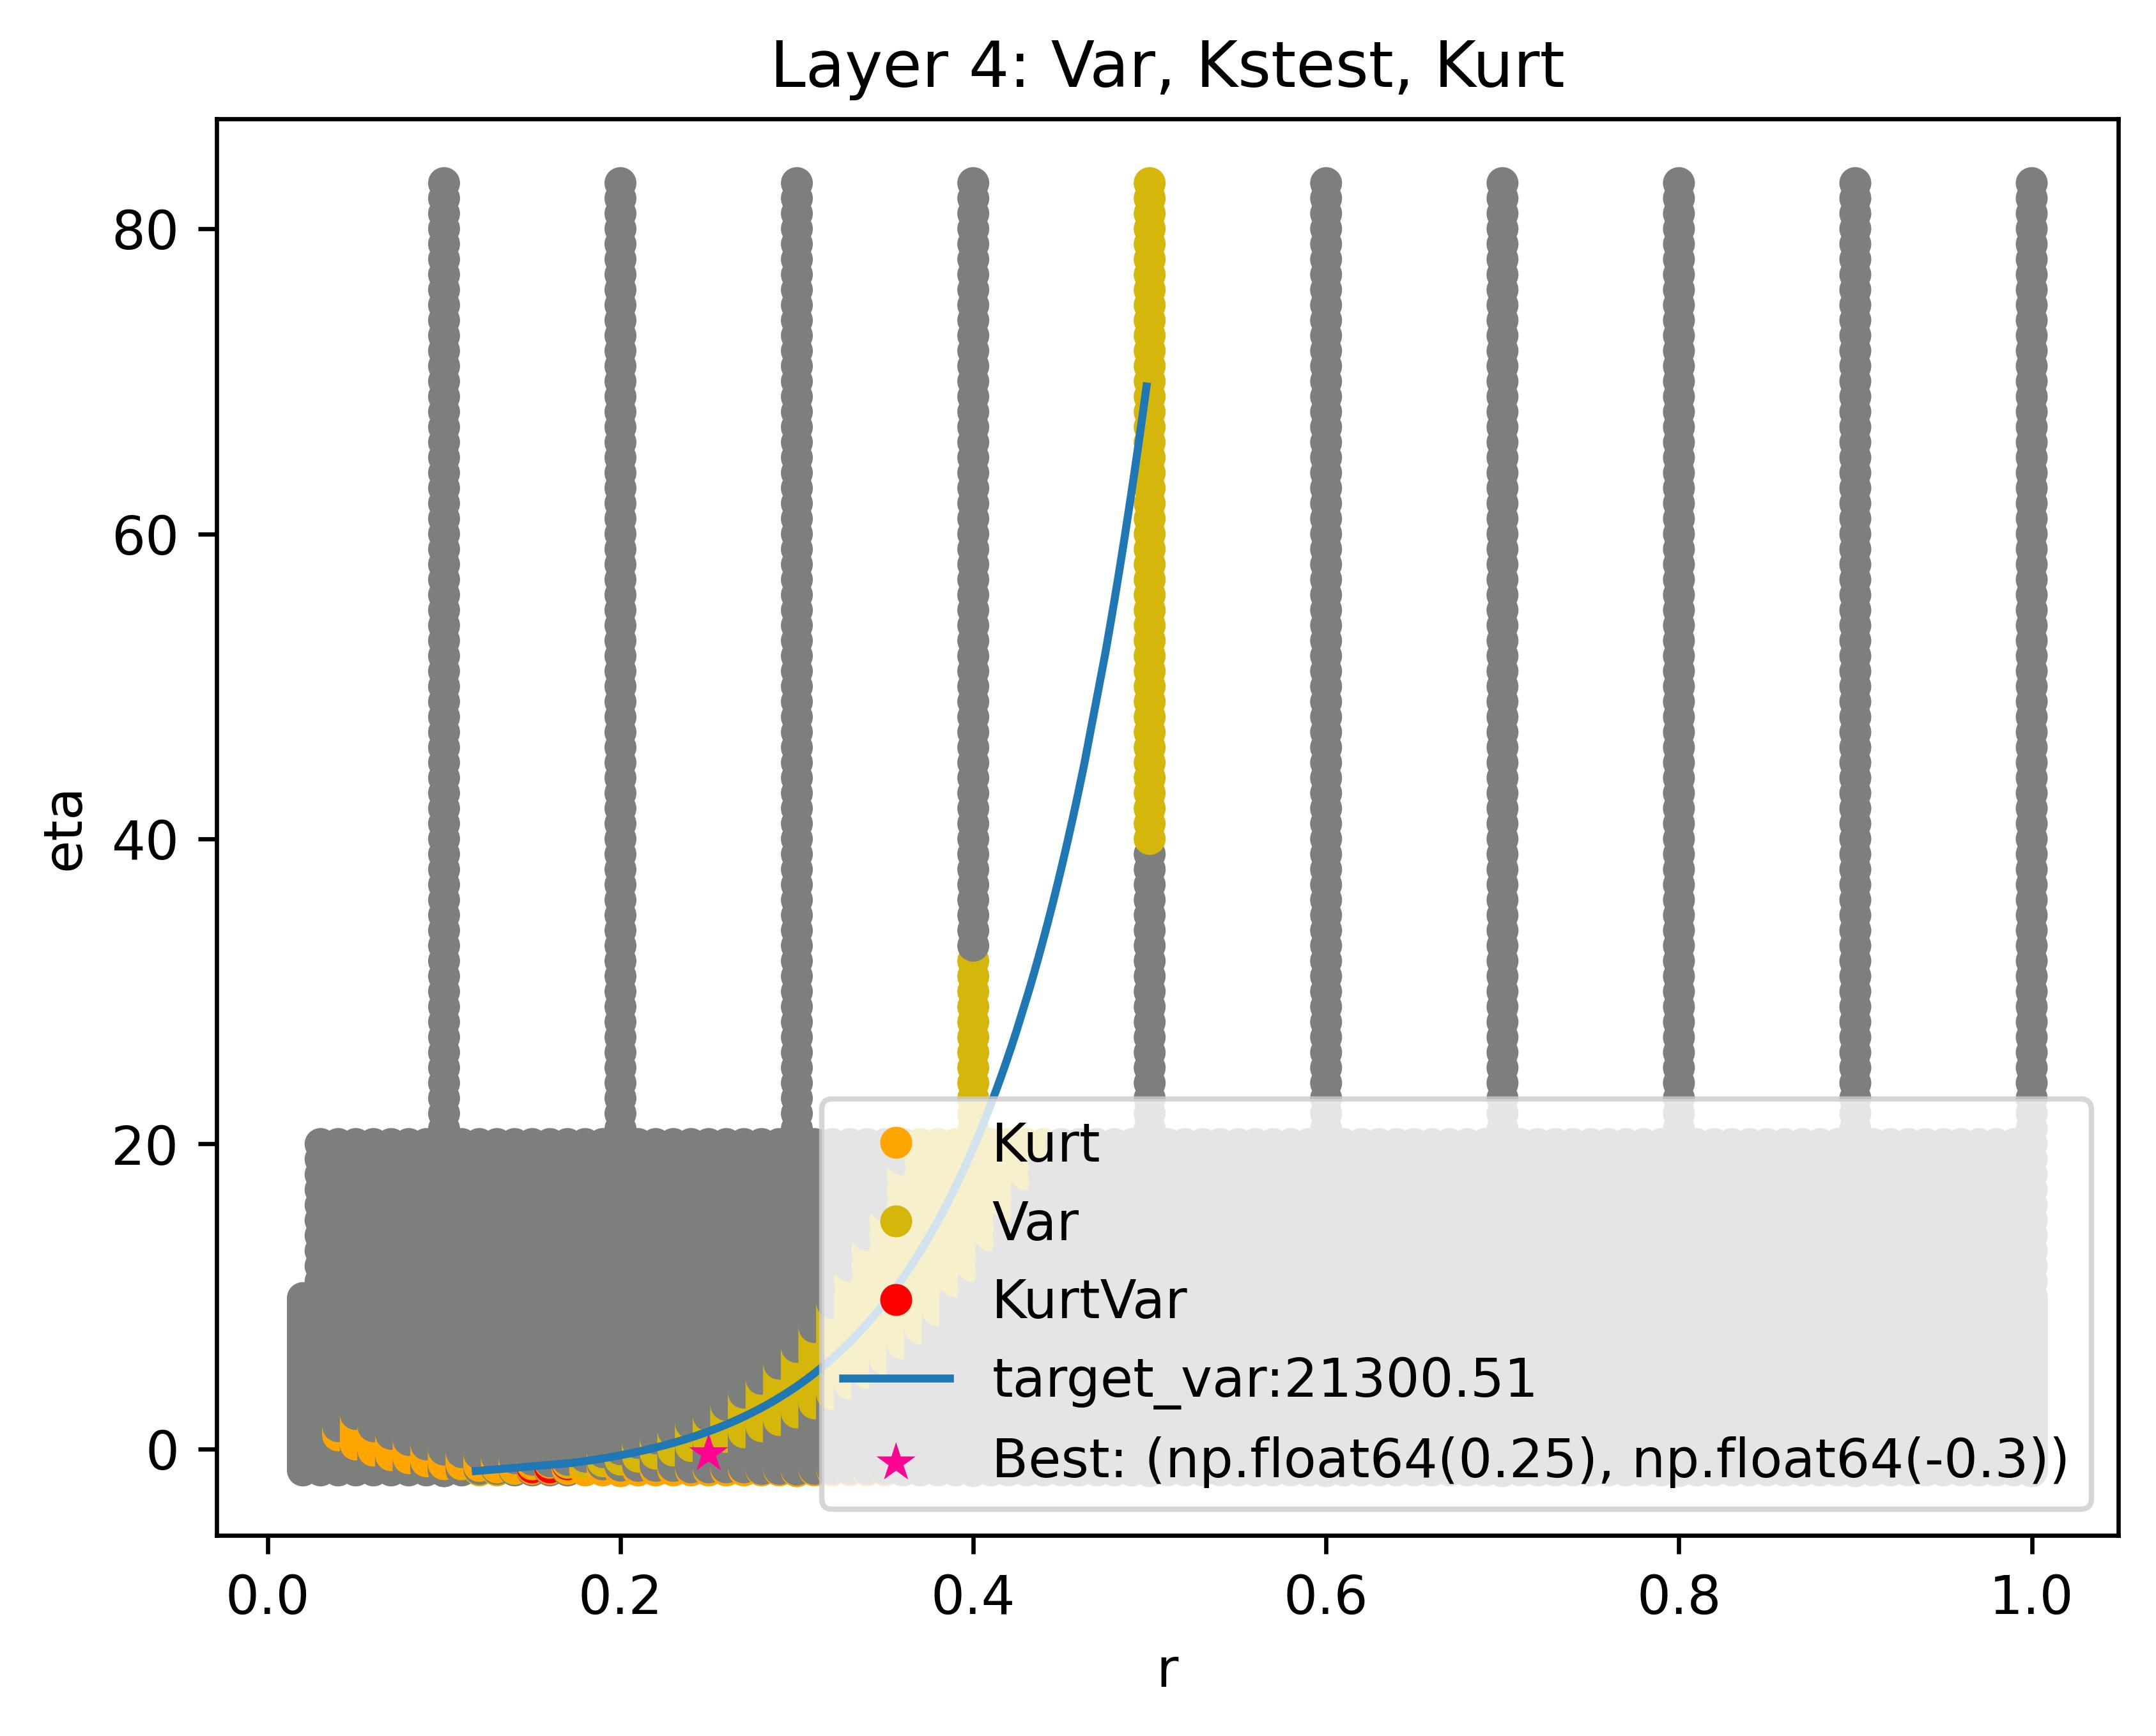 Layer 4: Var, Kstest, Kurt
80
60
40
20
0
eta
Kurt
Var
KurtVar
target_var:21300.51
Best: (np.float64(0.25), np.float64(-0.3))
0.0 0.2 0.4 0.6 0.8 1.0
r